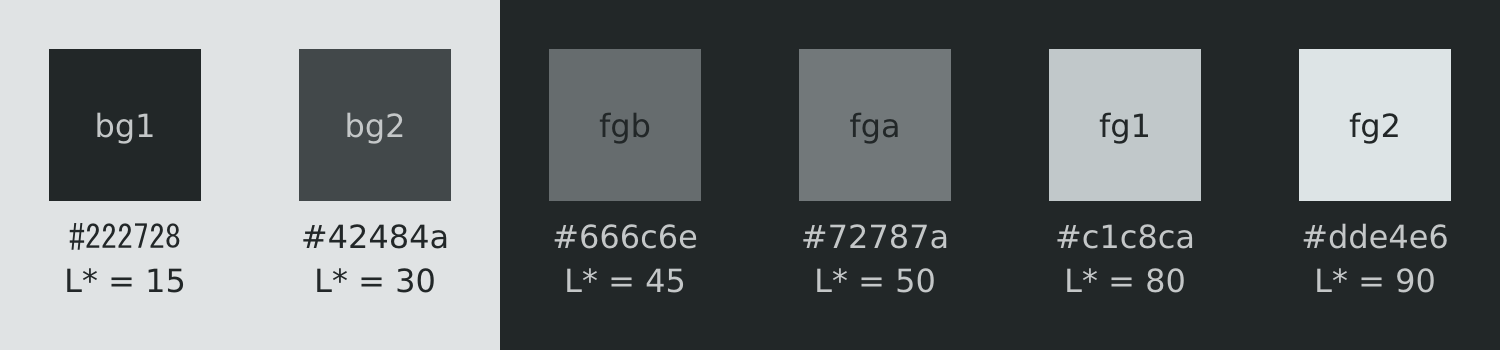 bg1 bg2 fgb fga fg1 fg2
#222728 #42484a #666c6e #72787a #c1c8ca #dde4e6
L* = 15 L* = 30 L* = 45 L* = 50 L* = 80 L* = 90